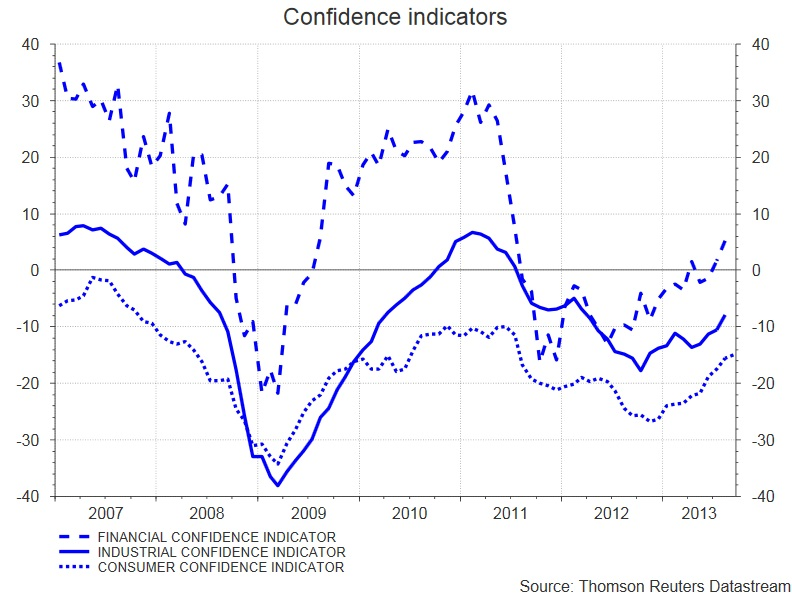 Confidence indicators
40 40
30 30
20 20
10 10
0 0
-10 -10
-20 -20
-30 -30
-40 -40
2007 2008 2009 2010 2011 2012 2013
FINANCIAL CONFIDENCE INDICATOR
INDUSTRIAL CONFIDENCE INDICATOR
CONSUMER CONFIDENCE INDICATOR
Source: Thomson Reuters Datastream